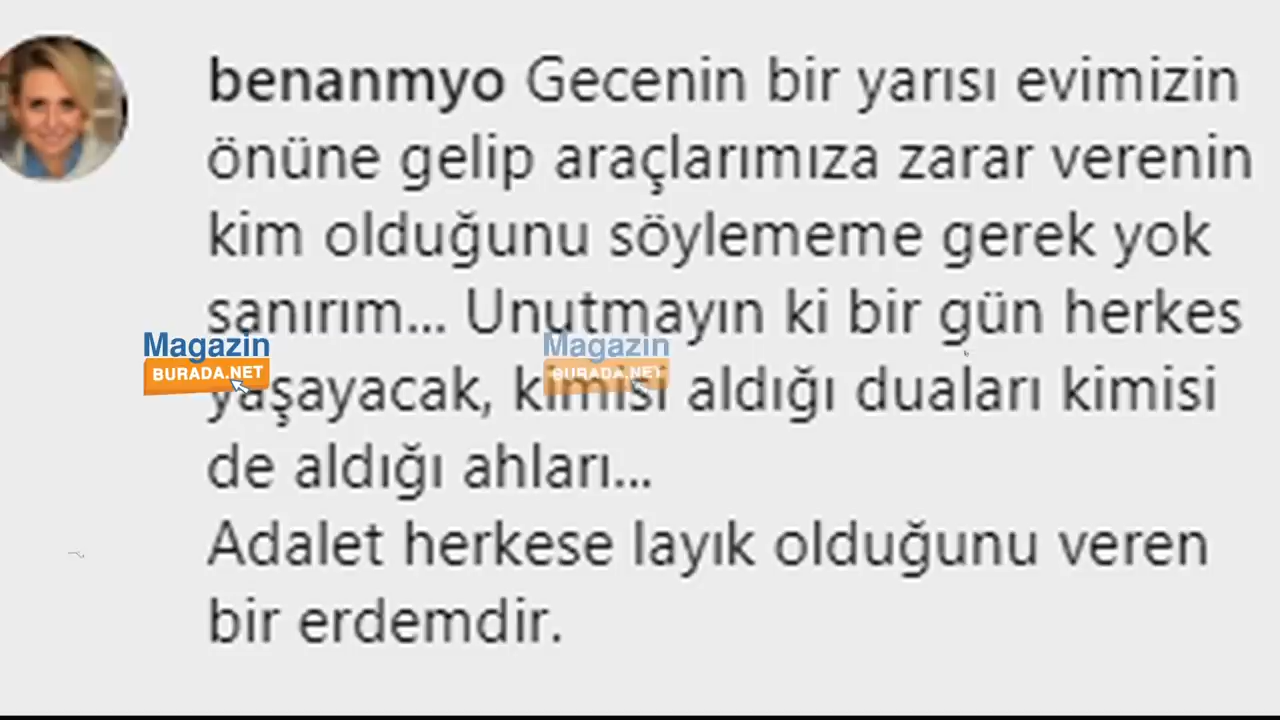 benanmyo Gecenin bir yarısı evimizin
önüne gelip araçlarımıza zarar verenin
kim olduğunu söylememe gerek yok
sanırım... Unutmayın ki bir gün herkes
Magazin Magazin
BURADA.NET BURADA.NET
yaşayacak, kimisi aldığı duaları kimisi
de aldığı ahları...
Adalet herkese layık olduğunu veren
bir erdemdir.